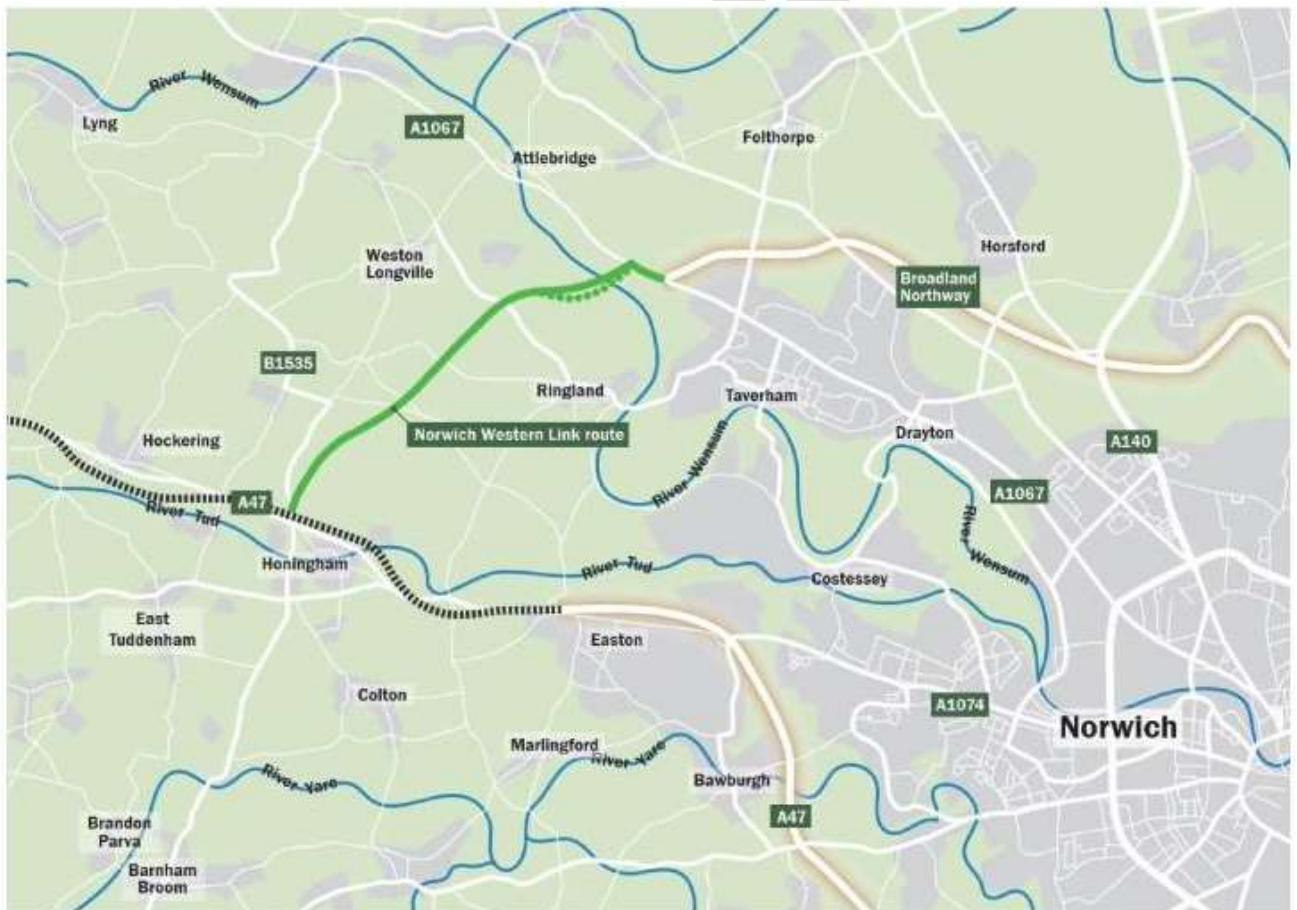 River Wensum
Lyng
A1067
Attlebridge
Felthorpe
Horsford
Weston
Longville
Broadland
Northway
B1535
Ringland
Taverham
Norwich Western Link route
Hockering
Drayton
A140
River Wensum
A1067
A47
River Tud
River Wensum
Honingham
River Tud
Costessey
East
Tuddenham
Easton
Colton
A1074
Norwich
Marlingford
River Yare
River Yare
Bawburgh
A47
Brandon
Parva
Barnham
Broom